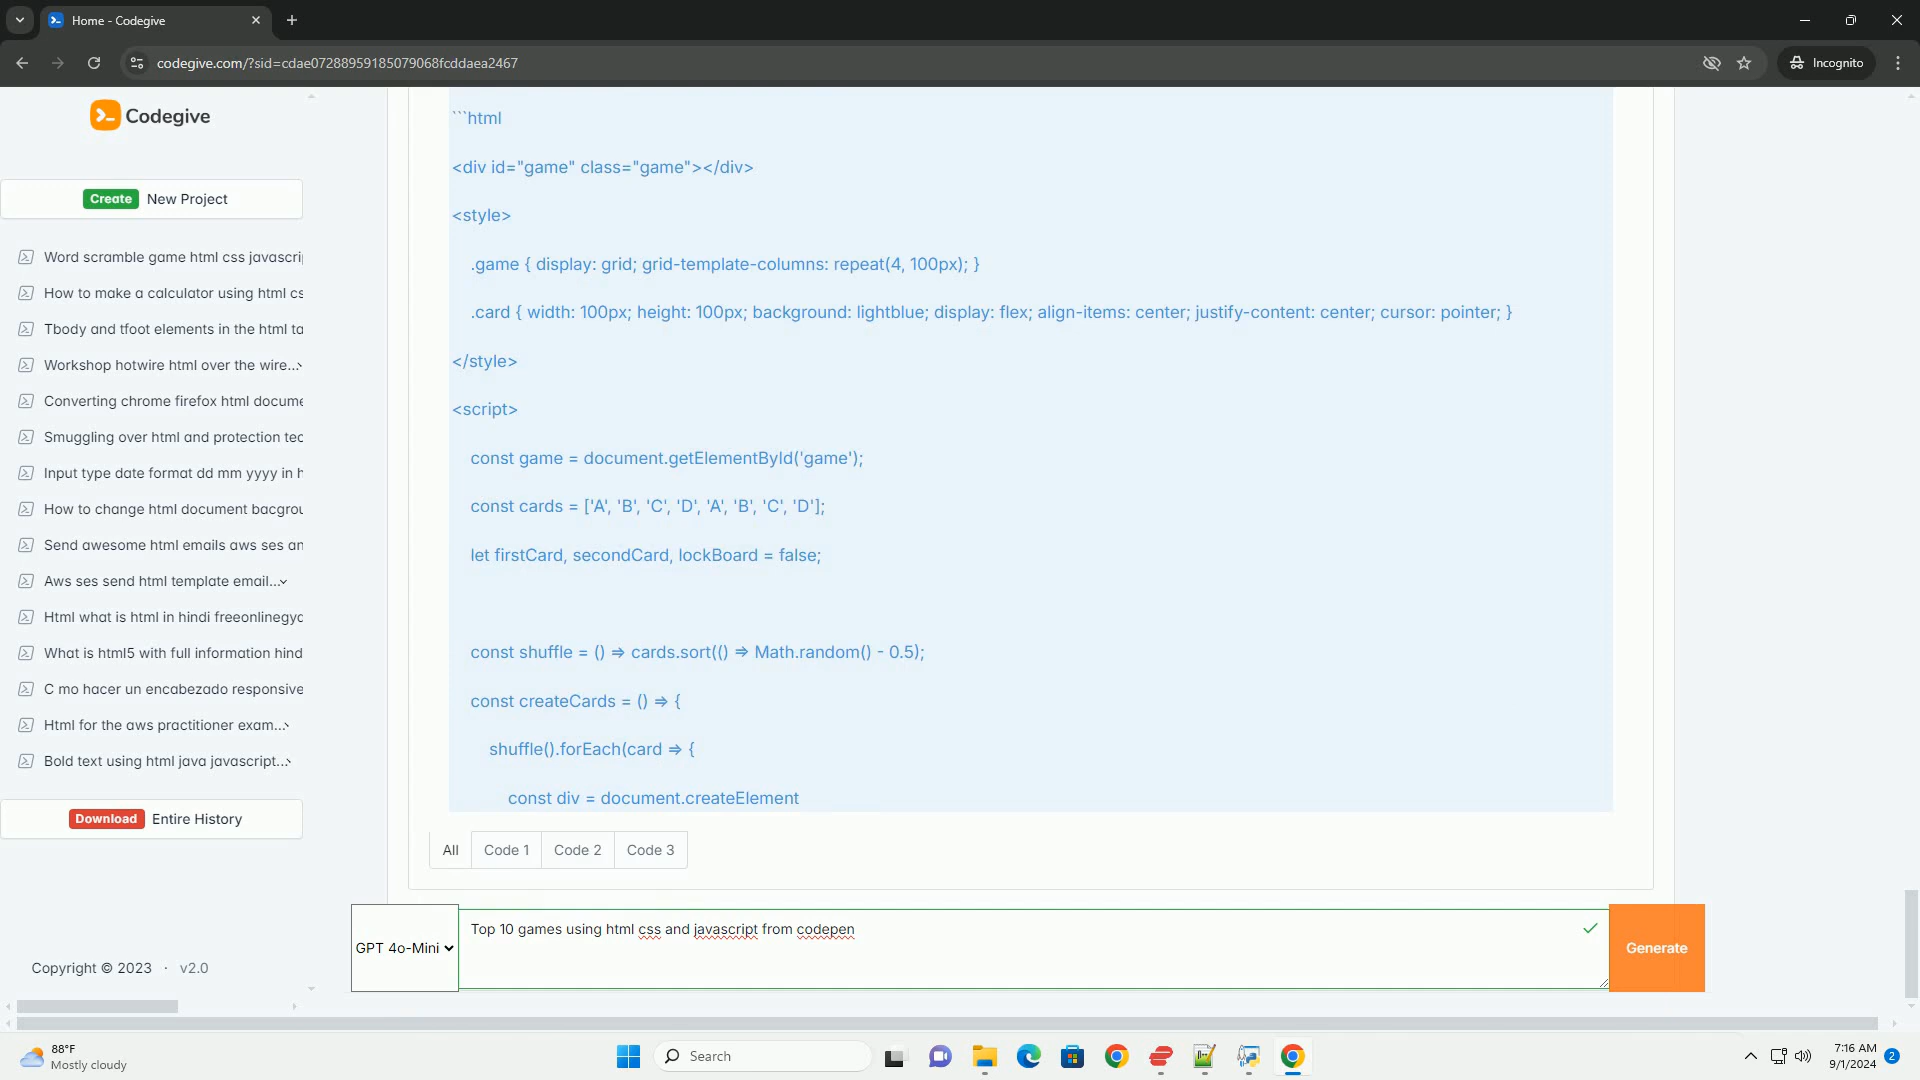 Home - Codegive
codegive.com/?sid=cdae07288959185079068fcddaea2467
Incognito
Codegive
Create New Project
Word scramble game html css javascri
How to make a calculator using html cs
Tbody and tfoot elements in the html ta
Workshop hotwire html over the wire...
Converting chrome firefox html docume
Smuggling over html and protection tec
Input type date format dd mm yyyy in h
How to change html document bacgrou
Send awesome html emails aws ses an
Aws ses send html template email...
Html what is html in hindi freeonlinegyc
What is html5 with full information hind
C mo hacer un encabezado responsive
Html for the aws practitioner exam...
Bold text using html java javascript...
Download Entire History
Copyright © 2023 · v2.0
```html
<div id="game" class="game"></div>
<style>
.game { display: grid; grid-template-columns: repeat(4, 100px); }
.card { width: 100px; height: 100px; background: lightblue; display: flex; align-items: center; justify-content: center; cursor: pointer; }
</style>
<script>
const game = document.getElementById('game');
const cards = ['A', 'B', 'C', 'D', 'A', 'B', 'C', 'D'];
let firstCard, secondCard, lockBoard = false;
const shuffle = () => cards.sort(() => Math.random() - 0.5);
const createCards = () => {
shuffle().forEach(card => {
const div = document.createElement
All Code 1 Code 2 Code 3
GPT 4o-Mini
Top 10 games using html css and javascript from codepen
Generate
88°F
Mostly cloudy
Search
7:16 AM
9/1/2024
2